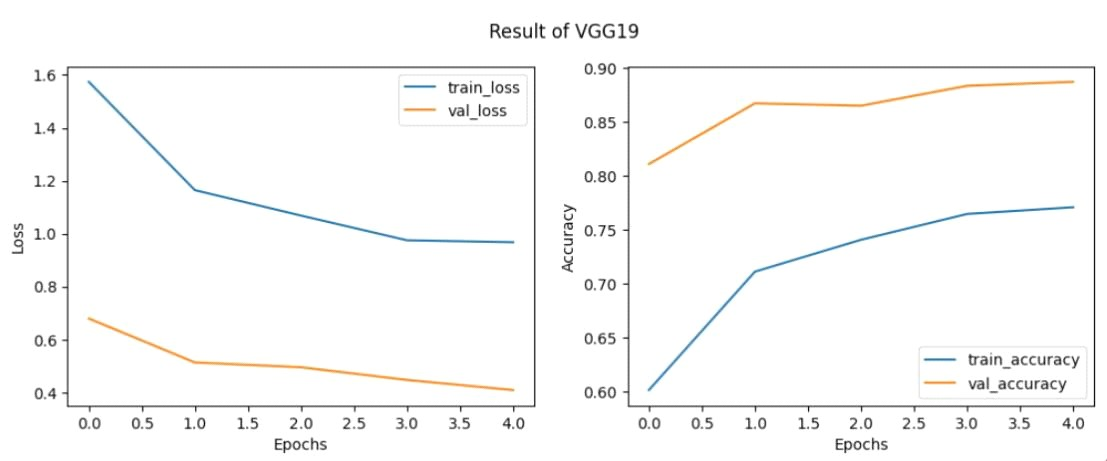 Result of VGG19
1.6
1.4
1.2
1.0
0.8
0.6
0.4
Loss
train_loss
val_loss
0.0 0.5 1.0 1.5 2.0 2.5 3.0 3.5 4.0
Epochs
0.90
0.85
0.80
0.75
0.70
0.65
0.60
Accuracy
train_accuracy
val_accuracy
0.0 0.5 1.0 1.5 2.0 2.5 3.0 3.5 4.0
Epochs